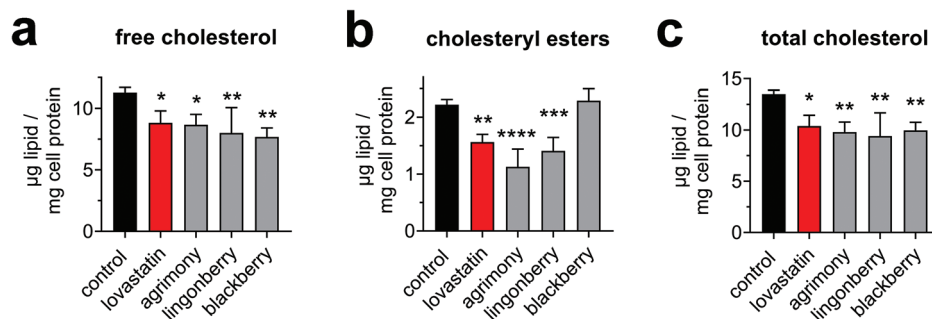 a
free cholesterol
µg lipid /
mg cell protein
10
5
0
*
*
**
**
control
lovastatin
agrimony
lingonberry
blackberry
b
cholesteryl esters
µg lipid /
mg cell protein
2
1
0
**
****
***
control
lovastatin
agrimony
lingonberry
blackberry
c
total cholesterol
µg lipid /
mg cell protein
15
10
5
0
*
**
**
**
control
lovastatin
agrimony
lingonberry
blackberry